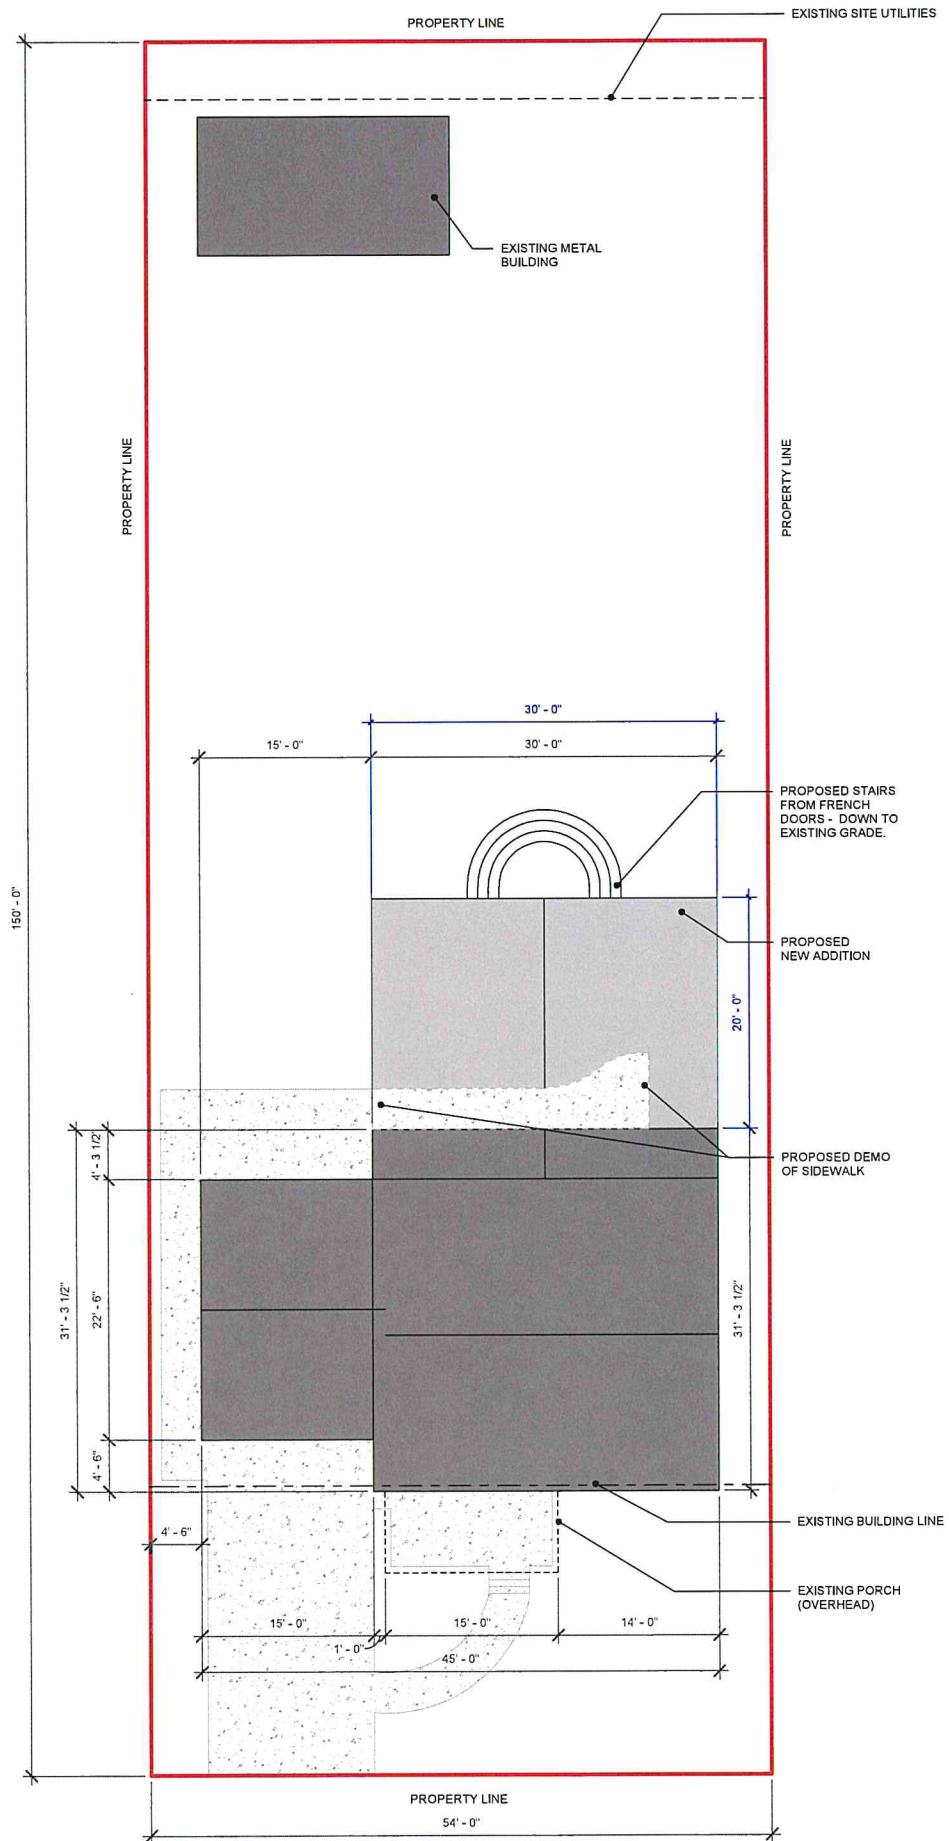 EXISTING SITE UTILITIES
PROPERTY LINE
EXISTING METAL
BUILDING
PROPERTY LINE
PROPERTY LINE
30' - 0"
15' - 0"
30' - 0"
PROPOSED STAIRS
FROM FRENCH
DOORS - DOWN TO
EXISTING GRADE.
150' - 0"
PROPOSED
NEW ADDITION
20' - 0"
4' - 3 1/2"
PROPOSED DEMO
OF SIDEWALK
31' - 3 1/2"
22' - 6"
31' - 3 1/2"
4' - 6"
EXISTING BUILDING LINE
4' - 6"
EXISTING PORCH
(OVERHEAD)
15' - 0"
1' - 0"
15' - 0"
14' - 0"
45' - 0"
PROPERTY LINE
54' - 0"